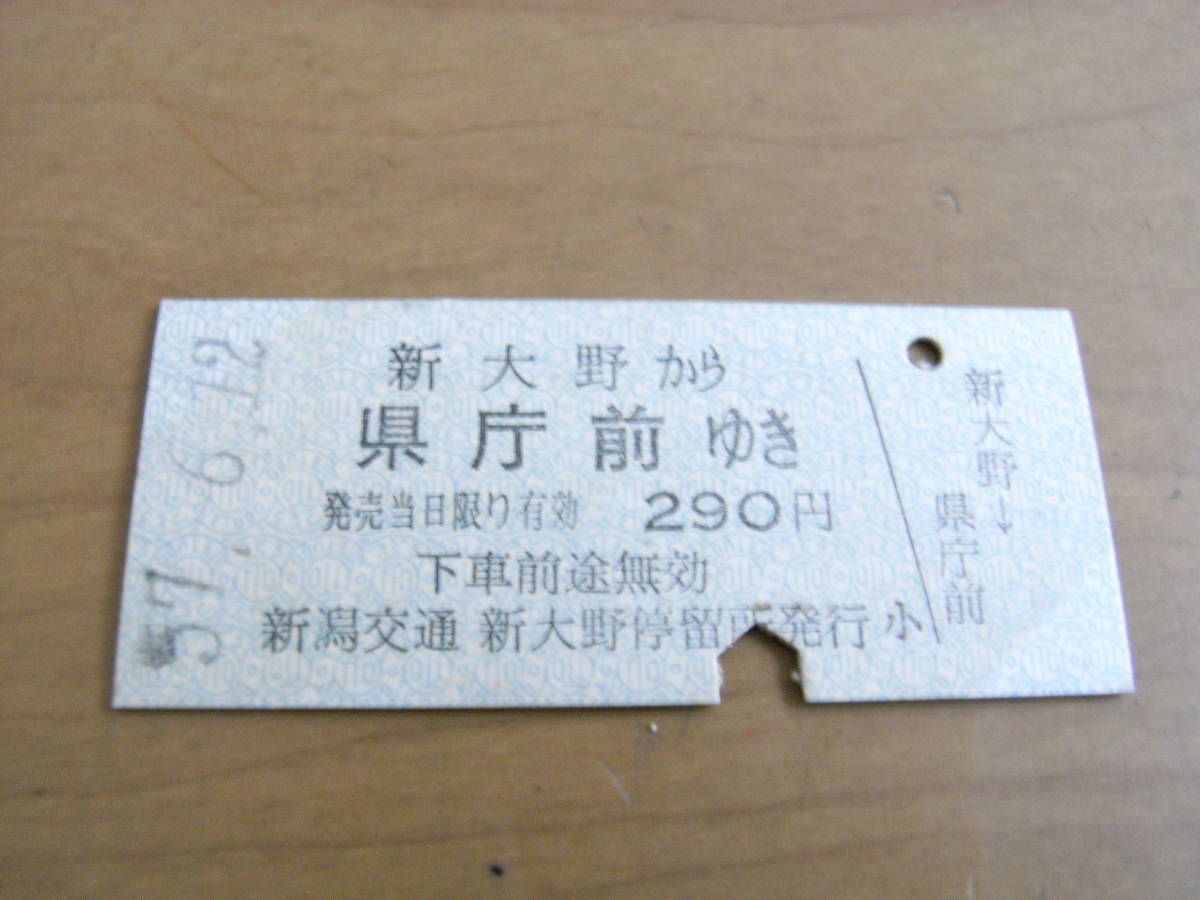 57. 6.12
新大野から
県庁前ゆき
発売当日限り有効 290円
下車前途無効
新潟交通 新大野停留所発行 小
新大野→
県庁前